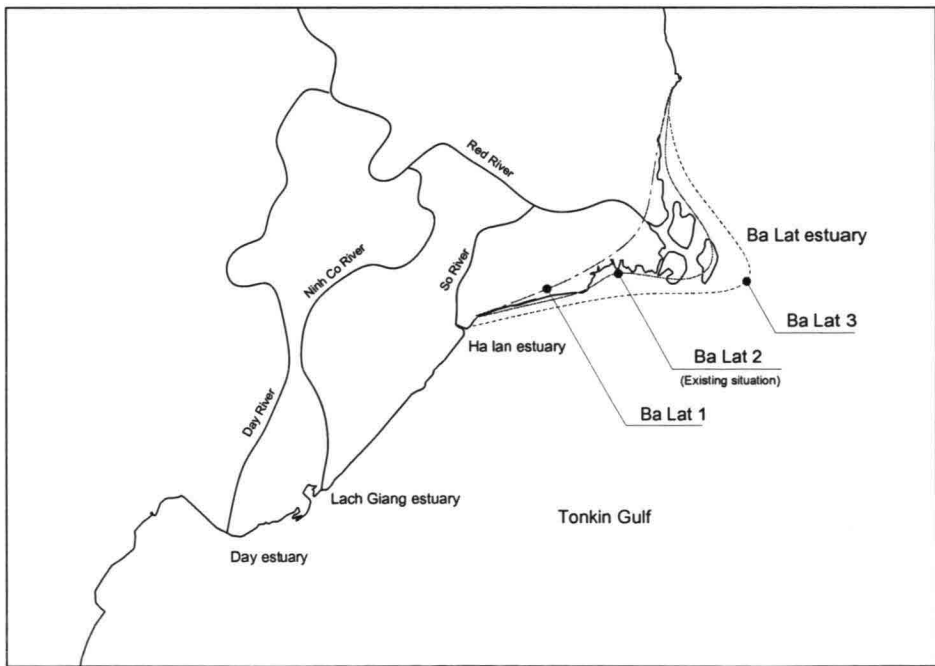 Red River
Ba Lat estuary
Ninh Co River
So River
Ba Lat 3
Ha lan estuary
Ba Lat 2
(Existing situation)
Ba Lat 1
Day River
Lach Giang estuary
Tonkin Gulf
Day estuary